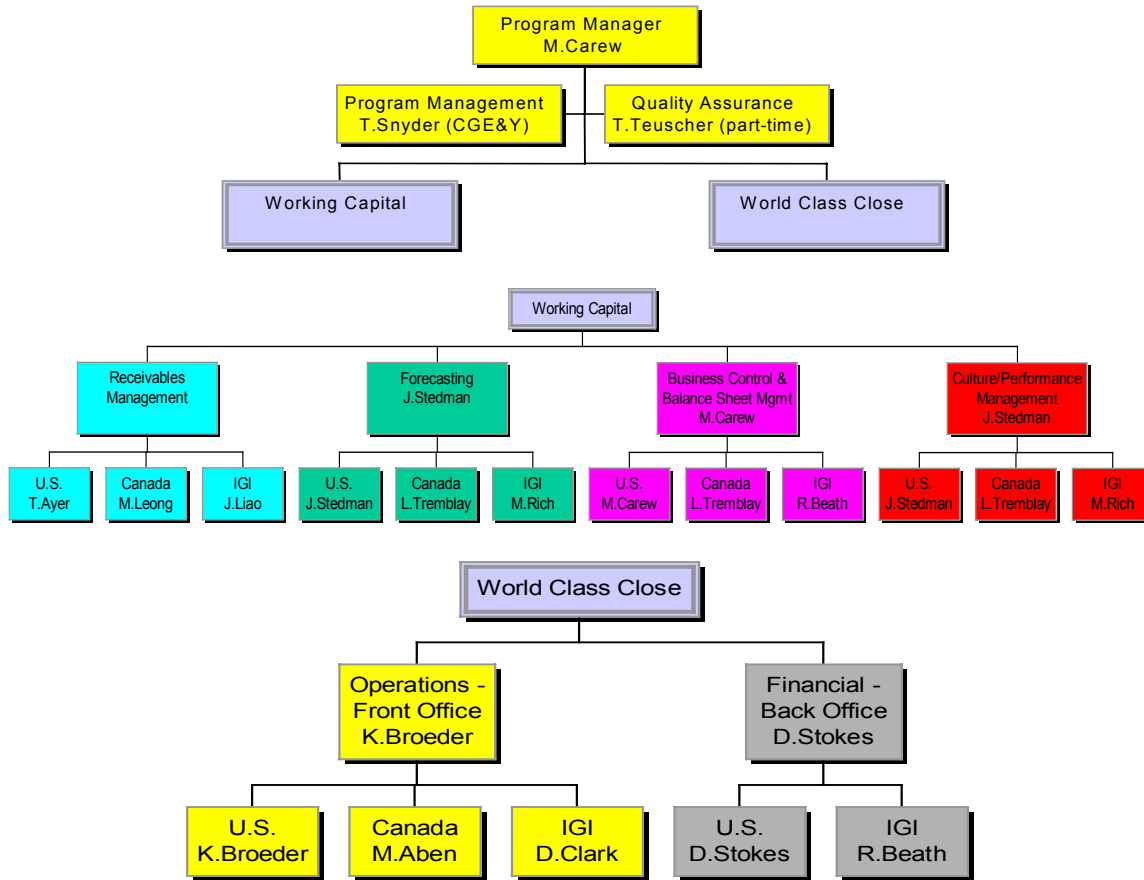 Program Manager
M.Carew
Program Management
T.Snyder (CGE&Y)
Quality Assurance
T.Teuscher (part-time)
Working Capital
World Class Close
Working Capital
Receivables
Management
Forecasting
J.Stedman
Business Control &
Balance Sheet Mgmt
M.Carew
Culture/Performance
Management
J.Stedman
U.S.
T.Ayer
Canada
M.Leong
IGI
J.Liao
U.S.
J.Stedman
Canada
L.Tremblay
IGI
M.Rich
U.S.
M.Carew
Canada
L.Tremblay
IGI
R.Beath
U.S.
J.Stedman
Canada
L.Tremblay
IGI
M.Rich
World Class Close
Operations -
Front Office
K.Broeder
Financial -
Back Office
D.Stokes
U.S.
K.Broeder
Canada
M.Aben
IGI
D.Clark
U.S.
D.Stokes
IGI
R.Beath